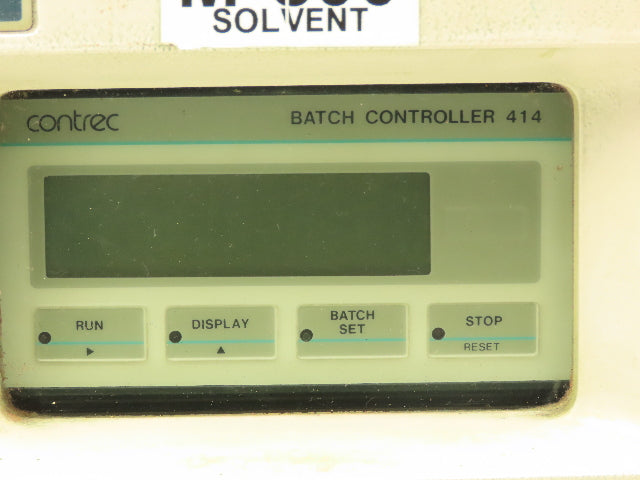 SOLVENT
contrec
BATCH CONTROLLER 414
RUN
DISPLAY
BATCH
SET
STOP
RESET